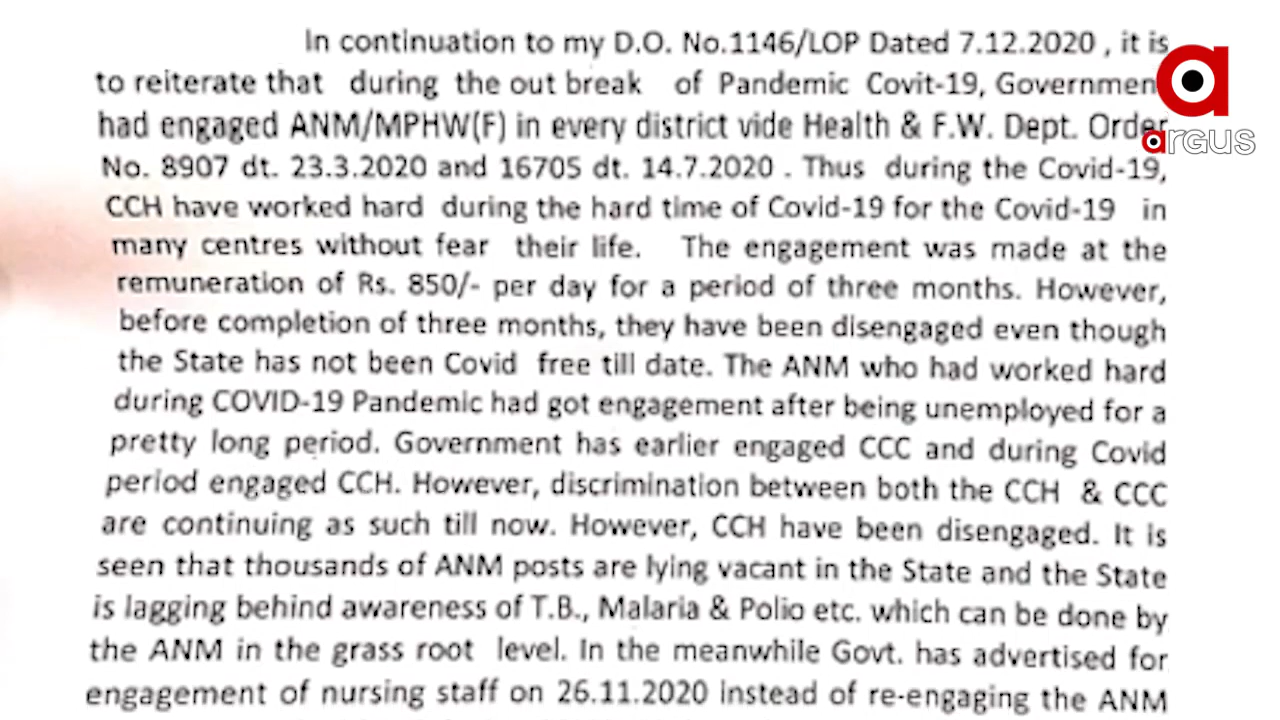 In continuation to my D.O. No.1146/LOP Dated 7.12.2020 , it is
to reiterate that during the out break of Pandemic Covit-19, Governmen
had engaged ANM/MPHW(F) in every district vide Health & F.W. Dept. Order
No. 8907 dt. 23.3.2020 and 16705 dt. 14.7.2020 . Thus during the Covid-19,
CCH have worked hard during the hard time of Covid-19 for the Covid-19 in
many centres without fear their life. The engagement was made at the
remuneration of Rs. 850/- per day for a period of three months. However,
before completion of three months, they have been disengaged even though
the State has not been Covid free till date. The ANM who had worked hard
during COVID-19 Pandemic had got engagement after being unemployed for a
pretty long period. Government has earlier engaged CCC and during Covid
period engaged CCH. However, discrimination between both the CCH & CCC
are continuing as such till now. However, CCH have been disengaged. It is
seen that thousands of ANM posts are lying vacant in the State and the State
is lagging behind awareness of T.B., Malaria & Polio etc. which can be done by
the ANM in the grass root level. In the meanwhile Govt. has advertised for
engagement of nursing staff on 26.11.2020 instead of re-engaging the ANM
a
argus